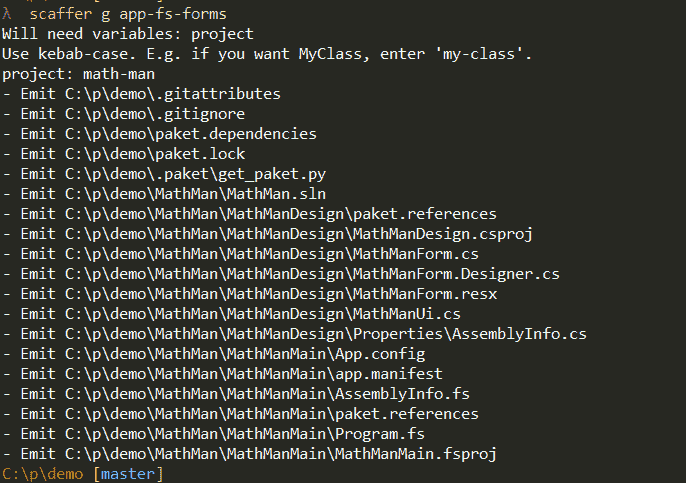 λ scaffer g app-fs-forms
Will need variables: project
Use kebab-case. E.g. if you want MyClass, enter 'my-class'.
project: math-man
- Emit C:\p\demo\.gitattributes
- Emit C:\p\demo\.gitignore
- Emit C:\p\demo\paket.dependencies
- Emit C:\p\demo\paket.lock
- Emit C:\p\demo\.paket\get_paket.py
- Emit C:\p\demo\MathMan\MathMan.sln
- Emit C:\p\demo\MathMan\MathManDesign\paket.references
- Emit C:\p\demo\MathMan\MathManDesign\MathManDesign.csproj
- Emit C:\p\demo\MathMan\MathManDesign\MathManForm.cs
- Emit C:\p\demo\MathMan\MathManDesign\MathManForm.Designer.cs
- Emit C:\p\demo\MathMan\MathManDesign\MathManForm.resx
- Emit C:\p\demo\MathMan\MathManDesign\MathManUi.cs
- Emit C:\p\demo\MathMan\MathManDesign\Properties\AssemblyInfo.cs
- Emit C:\p\demo\MathMan\MathManMain\App.config
- Emit C:\p\demo\MathMan\MathManMain\app.manifest
- Emit C:\p\demo\MathMan\MathManMain\AssemblyInfo.fs
- Emit C:\p\demo\MathMan\MathManMain\paket.references
- Emit C:\p\demo\MathMan\MathManMain\Program.fs
- Emit C:\p\demo\MathMan\MathManMain\MathManMain.fsproj
C:\p\demo [master]